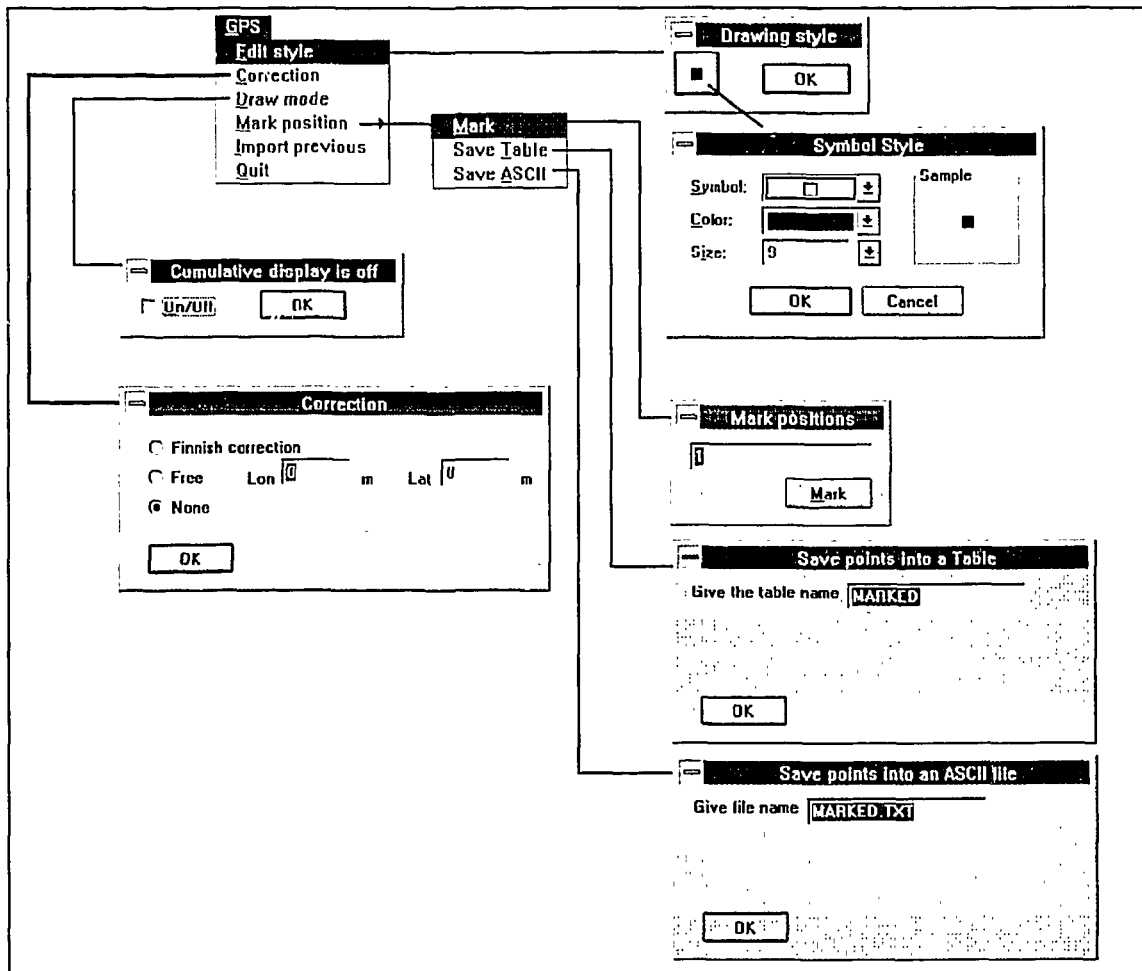 GPS
Edit style
Correction
Draw mode
Mark position
Import previous
Quit
Mark
Save Table
Save ASCII
Drawing style
OK
Symbol Style
Symbol:
Color:
Size: 9
Sample
OK Cancel
Cumulative display is off
On/Off OK
Correction
Finnish correction
Free Lon 0 m Lat 0 m
None
OK
Mark positions
1
Mark
Save points into a Table
Give the table name MARKED
OK
Save points into an ASCII file
Give file name MARKED.TXT
OK